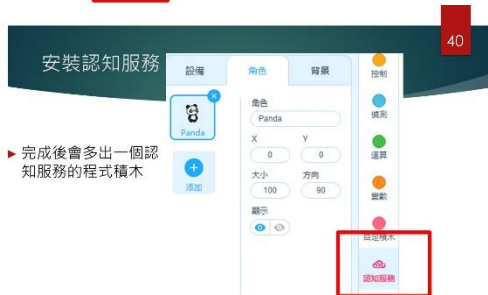 40
安裝認知服務
設備
角色
背景
控制
Panda
角色
Panda
偵測
X
Y
0
0
運算
添加
大小
方向
100
90
變數
顯示
自定積木
認知服務
完成後會多出一個認
知服務的程式積木